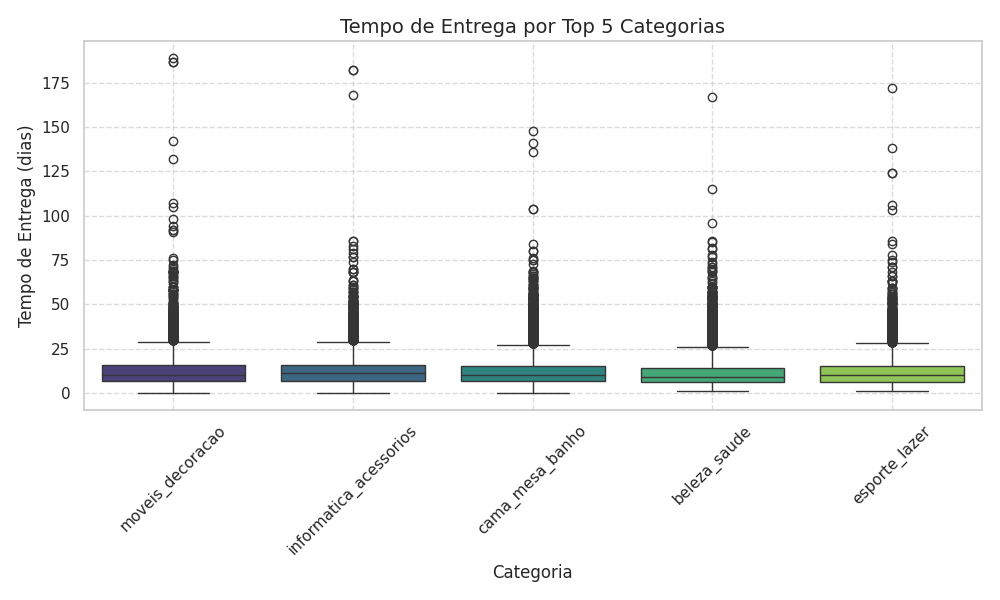 Tempo de Entrega por Top 5 Categorias
Tempo de Entrega (dias)
175
150
125
100
75
50
25
0
moveis_decoracao
informatica_acessorios
cama_mesa_banho
beleza_saude
esporte_lazer
Categoria